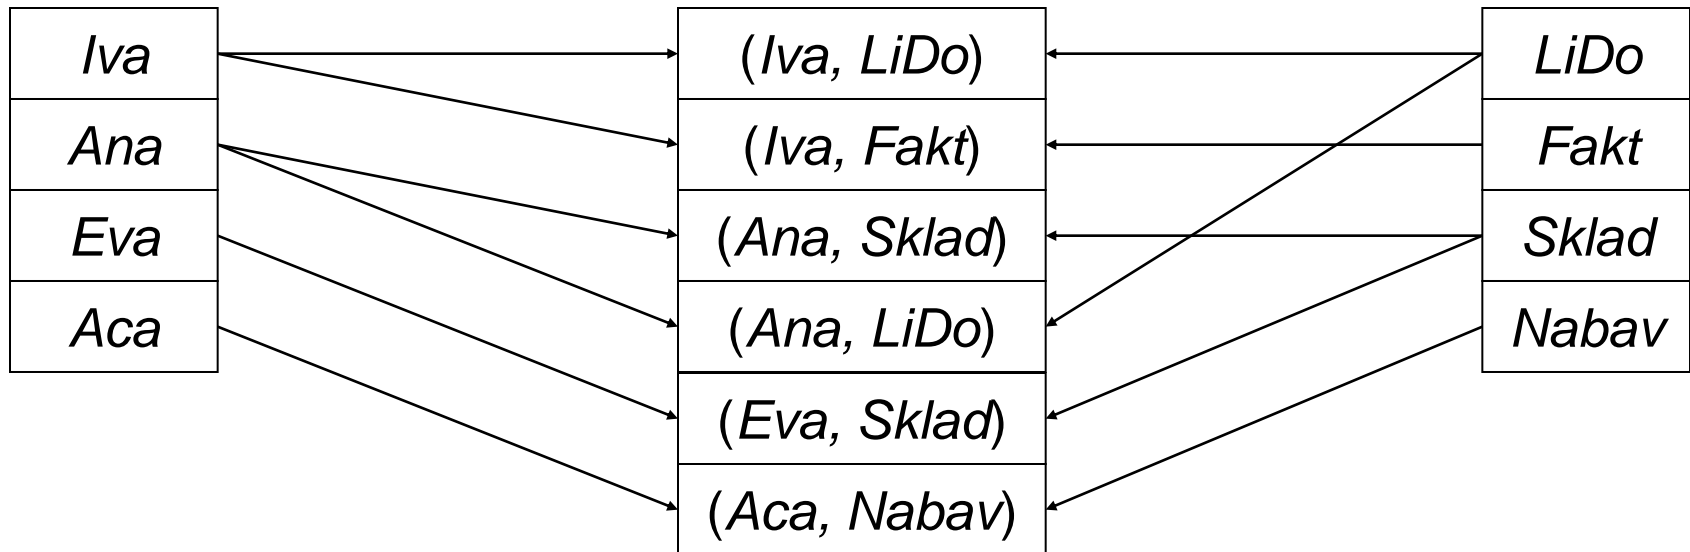 Iva
Ana
Eva
Aca
(Iva, LiDo)
(Iva, Fakt)
(Ana, Sklad)
(Ana, LiDo)
(Eva, Sklad)
(Aca, Nabav)
LiDo
Fakt
Sklad
Nabav